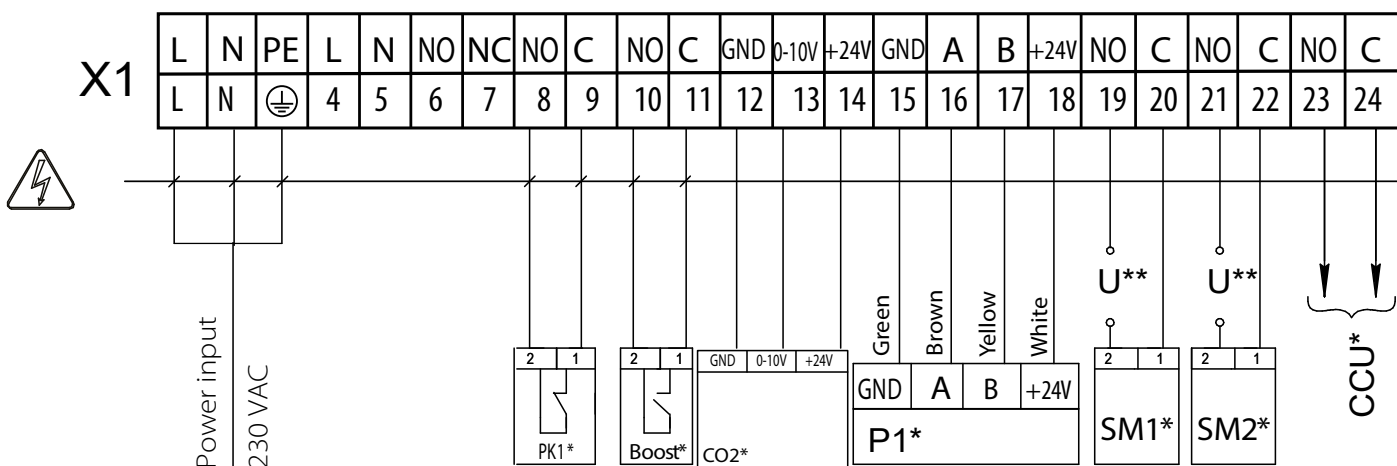 X1
L N PE L N NO NC NO C NO C GND 0-10V +24V GND A B +24V NO C NO C NO C
L N 4 5 6 7 8 9 10 11 12 13 14 15 16 17 18 19 20 21 22 23 24
U** U**
Green Brown Yellow White
2 1 2 1 GND 0-10V +24V 2 1 2 1
GND A B +24V
Power input
230 VAC
PK1* Boost* CO2* P1* SM1* SM2* CCU*